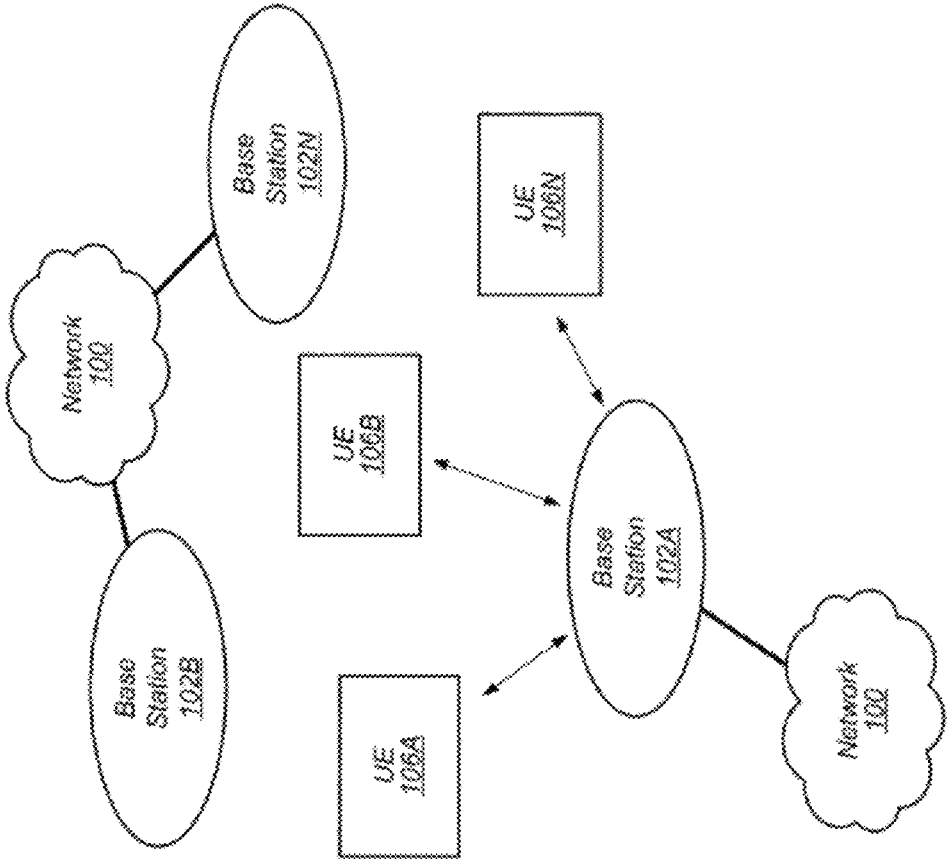 Base
Station
102B
Network
100
Base
Station
102N
UE
106A
UE
106B
UE
106N
Base
Station
102A
Network
100